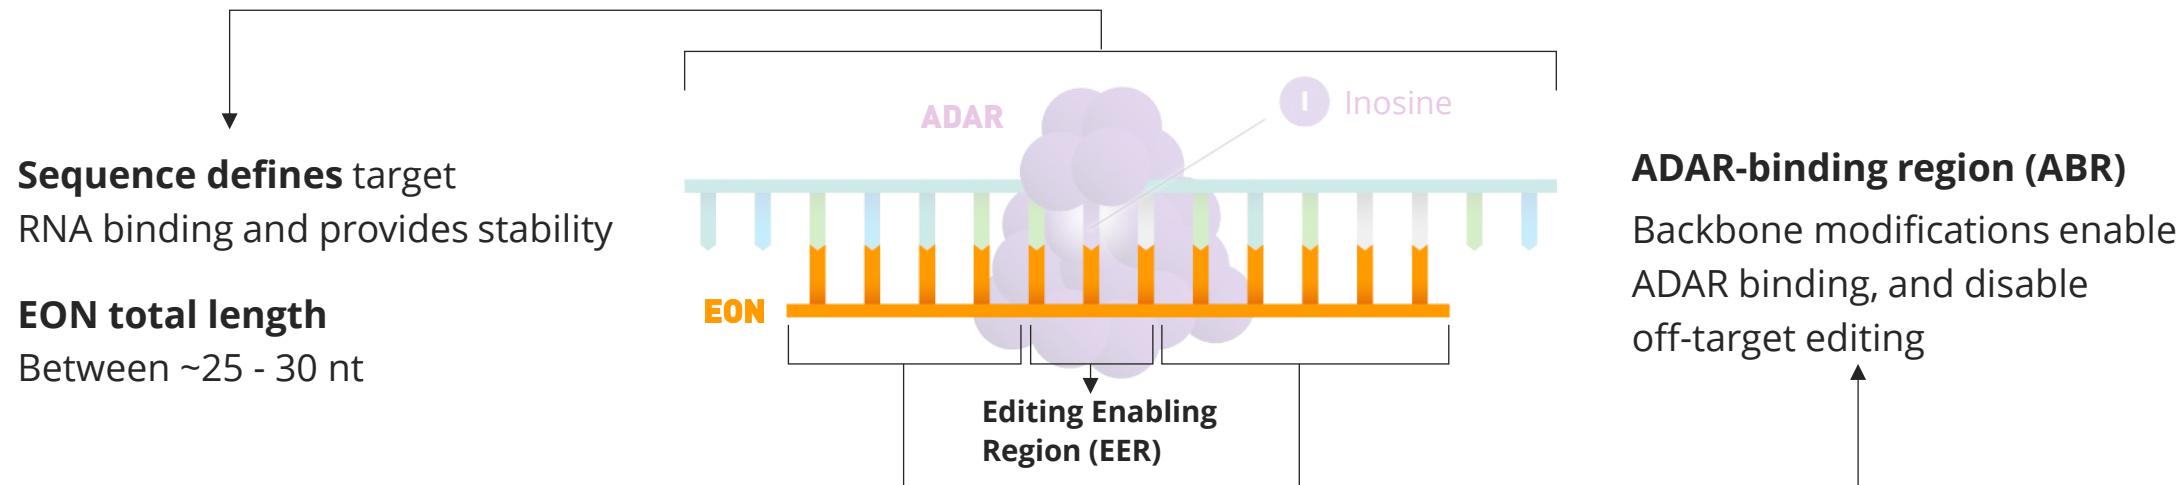 Sequence defines target
RNA binding and provides stability
EON total length
Between ~25 - 30 nt
ADAR
I
Inosine
EON
Editing Enabling
Region (EER)
ADAR-binding region (ABR)
Backbone modifications enable
ADAR binding, and disable
off-target editing